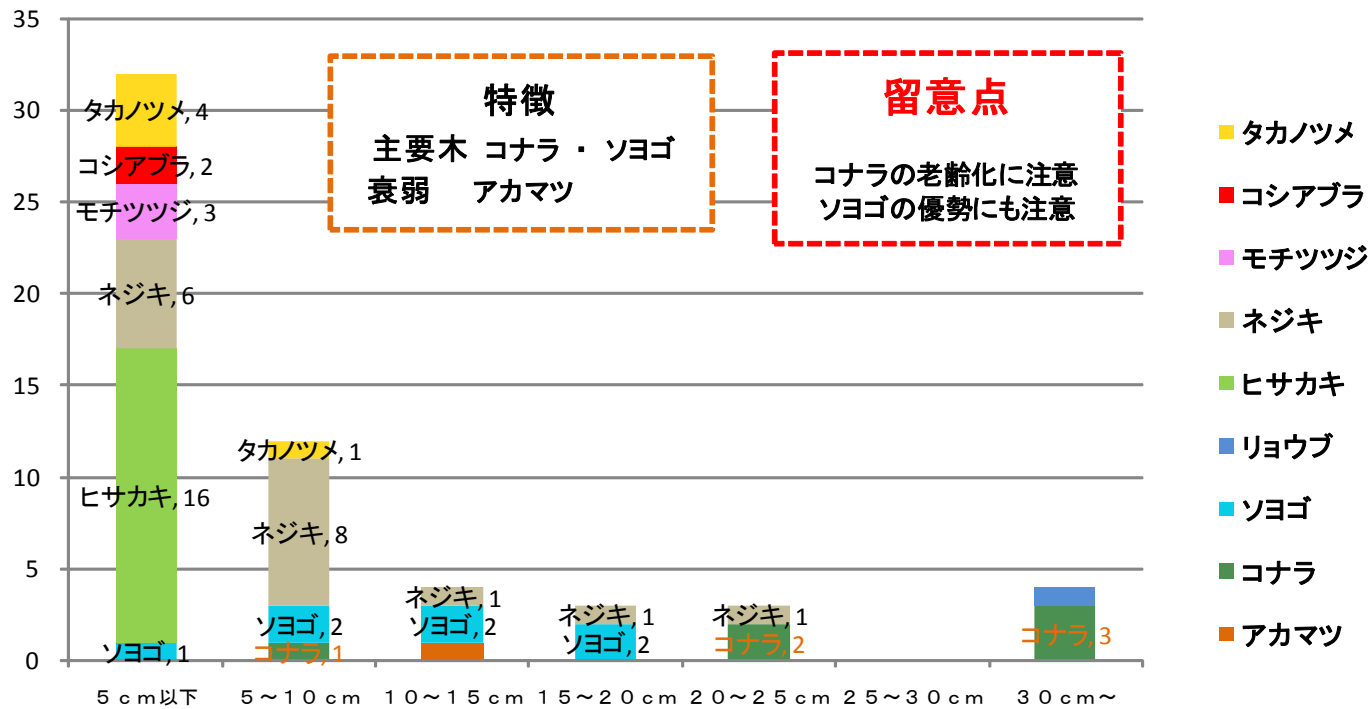 35
30
25
20
15
10
5
0
タカノツメ, 4
コシアブラ, 2
モチツツジ, 3
ネジキ, 6
ヒサカキ, 16
ソヨゴ, 1
タカノツメ, 1
ネジキ, 8
ソヨゴ, 2
コナラ, 1
ネジキ, 1
ソヨゴ, 2
ネジキ, 1
ソヨゴ, 2
ネジキ, 1
コナラ, 2
コナラ, 3
特徴
主要木 コナラ ・ ソヨゴ
衰弱 アカマツ
留意点
コナラの老齢化に注意
ソヨゴの優勢にも注意
タカノツメ
コシアブラ
モチツツジ
ネジキ
ヒサカキ
リョウブ
ソヨゴ
コナラ
アカマツ
５ｃｍ以下 ５～１０ｃｍ １０～１５ｃｍ １５～２０ｃｍ ２０～２５ｃｍ ２５～３０ｃｍ ３０ｃｍ～